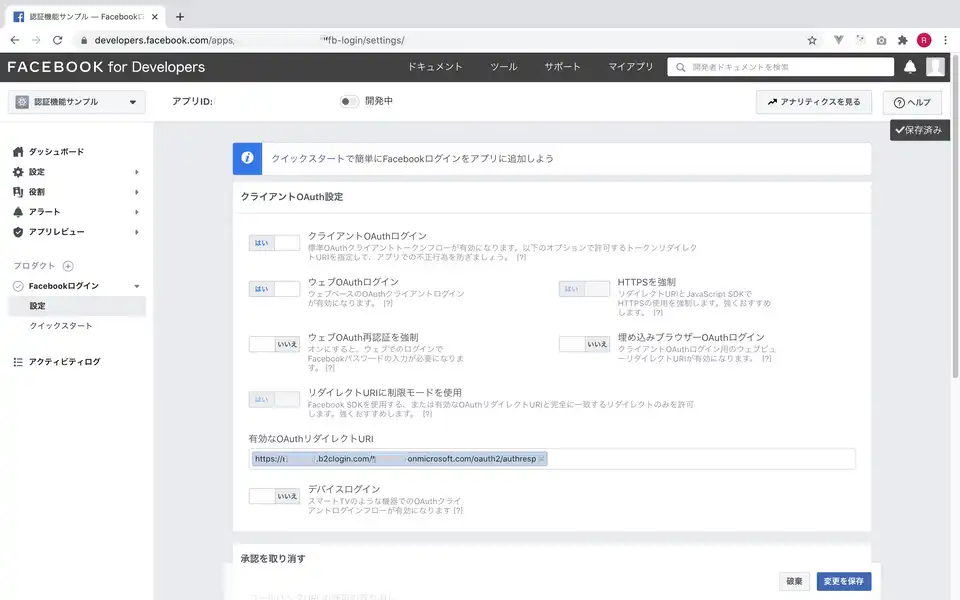 認証機能サンプル — Facebookロ
developers.facebook.com/apps,
fb-login/settings/
FACEBOOK for Developers
ドキュメント
ツール
サポート
マイアプリ
開発者ドキュメントを検索
認証機能サンプル
アプリID:
開発中
アナリティクスを見る
ヘルプ
✓保存済み
ダッシュボード
設定
役割
アラート
アプリレビュー
プロダクト
Facebookログイン
設定
クイックスタート
アクティビティログ
クイックスタートで簡単にFacebookログインをアプリに追加しよう
クライアントOAuth設定
はい
クライアントOAuthログイン
標準OAuthクライアントトークンフローが有効になります。以下のオプションで許可するトークンリダイレク
トURIを指定して、アプリでの不正行為を防ぎましょう。 [?]
はい
ウェブOAuthログイン
ウェブベースのOAuthクライアントログイン
が有効になります。 [?]
はい
HTTPSを強制
リダイレクトURIとJavaScript SDKで
HTTPSの使用を強制します。強くおすすめ
します。 [?]
いいえ
ウェブOAuth再認証を強制
オンにすると、ウェブでのログインで
Facebookパスワードの入力が必要になりま
す。 [?]
いいえ
埋め込みブラウザーOAuthログイン
クライアントOAuthログイン用のウェブビュ
ーリダイレクトURIが有効になります。 [?]
はい
リダイレクトURIに制限モードを使用
Facebook SDKを使用する、または有効なOAuthリダイレクトURIと完全に一致するリダイレクトのみを許可
します。強くおすすめします。 [?]
有効なOAuthリダイレクトURI
https://
.b2clogin.com/
onmicrosoft.com/oauth2/authresp
いいえ
デバイスログイン
スマートTVのような機器でのOAuthクライ
アントログインフローが有効になります [?]
承認を取り消す
破棄
変更を保存